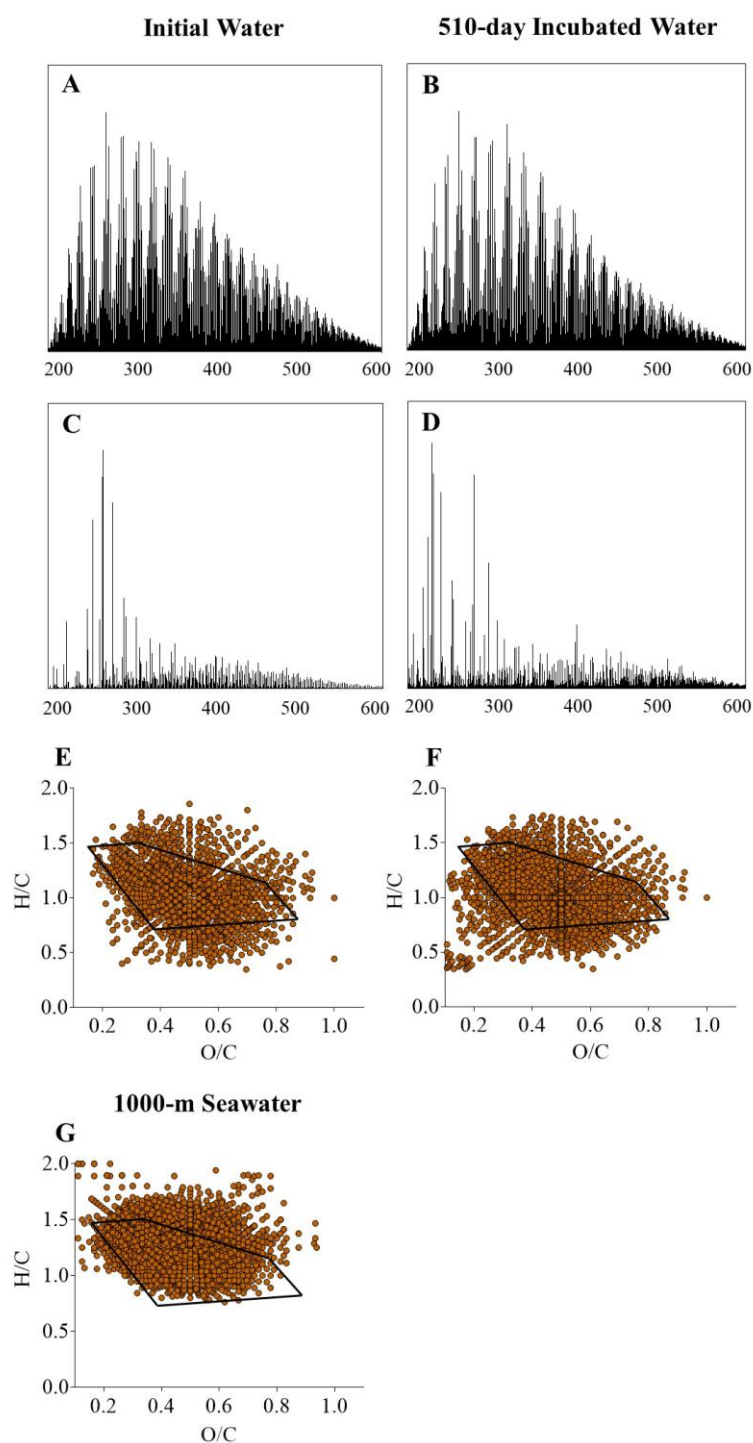 Initial Water
510-day Incubated Water
A
B
200 300 400 500 600
200 300 400 500 600
C
D
200 300 400 500 600
200 300 400 500 600
E
2.0
1.5
1.0
0.5
0.0
H/C
0.2 0.4 0.6 0.8 1.0
O/C
F
2.0
1.5
1.0
0.5
0.0
H/C
0.2 0.4 0.6 0.8 1.0
O/C
1000-m Seawater
G
2.0
1.5
1.0
0.5
0.0
H/C
0.2 0.4 0.6 0.8 1.0
O/C